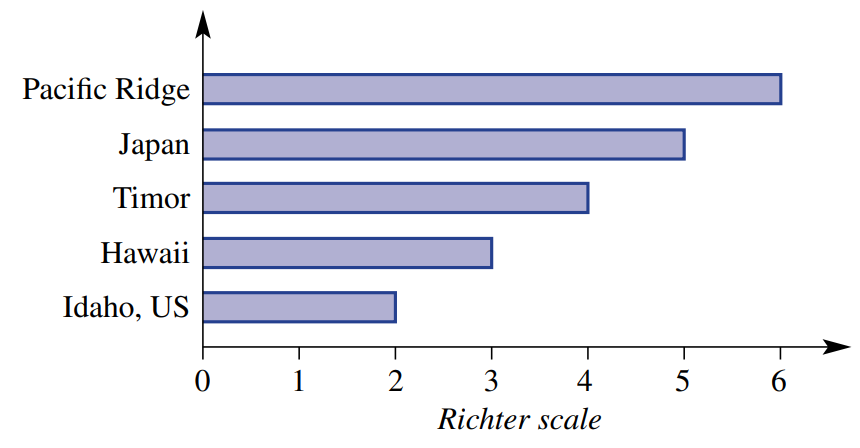 Pacific Ridge
Japan
Timor
Hawaii
Idaho, US
0 1 2 3 4 5 6
Richter scale